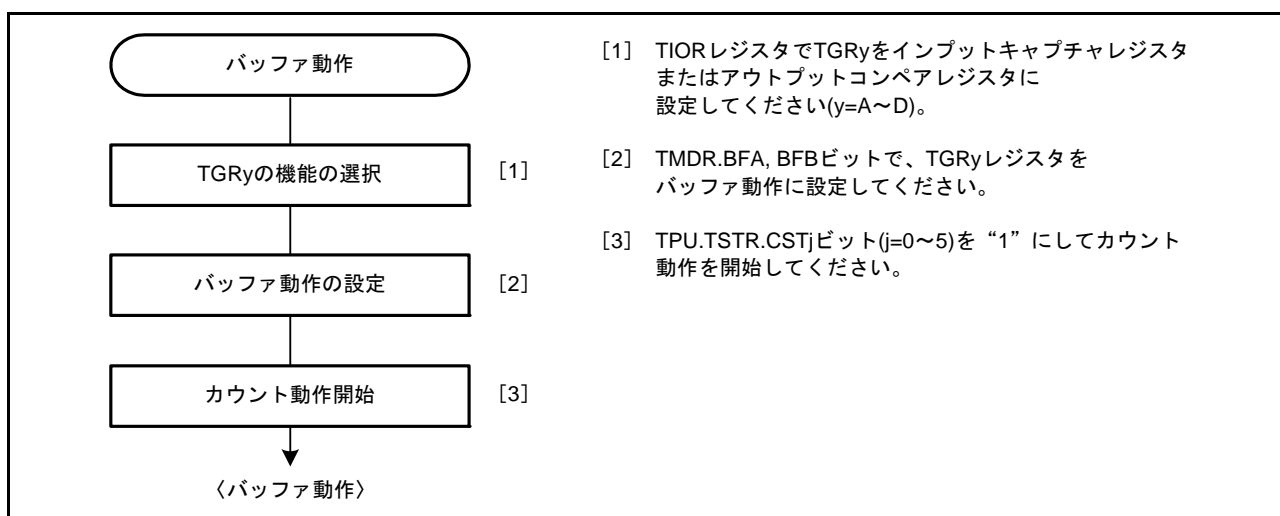 バッファ動作
TGRyの機能の選択 [1]
バッファ動作の設定 [2]
カウント動作開始 [3]
〈バッファ動作〉
[1] TIORレジスタでTGRyをインプットキャプチャレジスタ
またはアウトプットコンペアレジスタに
設定してください(y=A～D)。
[2] TMDR.BFA, BFBビットで、TGRyレジスタを
バッファ動作に設定してください。
[3] TPU.TSTR.CSTjビット(j=0～5)を“1”にしてカウント
動作を開始してください。